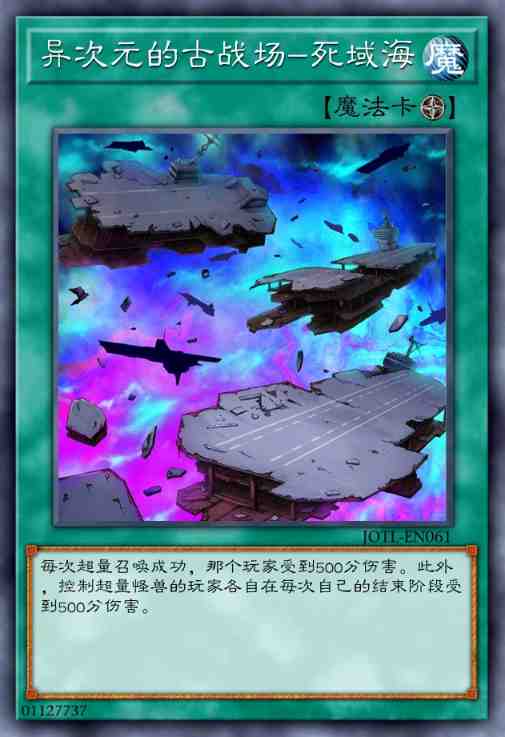 异次元的古战场-死域海 魔
【魔法卡】
JOTL-EN061
每次超量召唤成功，那个玩家受到500分伤害。此外
，控制超量怪兽的玩家各自在每次自己的结束阶段受
到500分伤害。
01127737